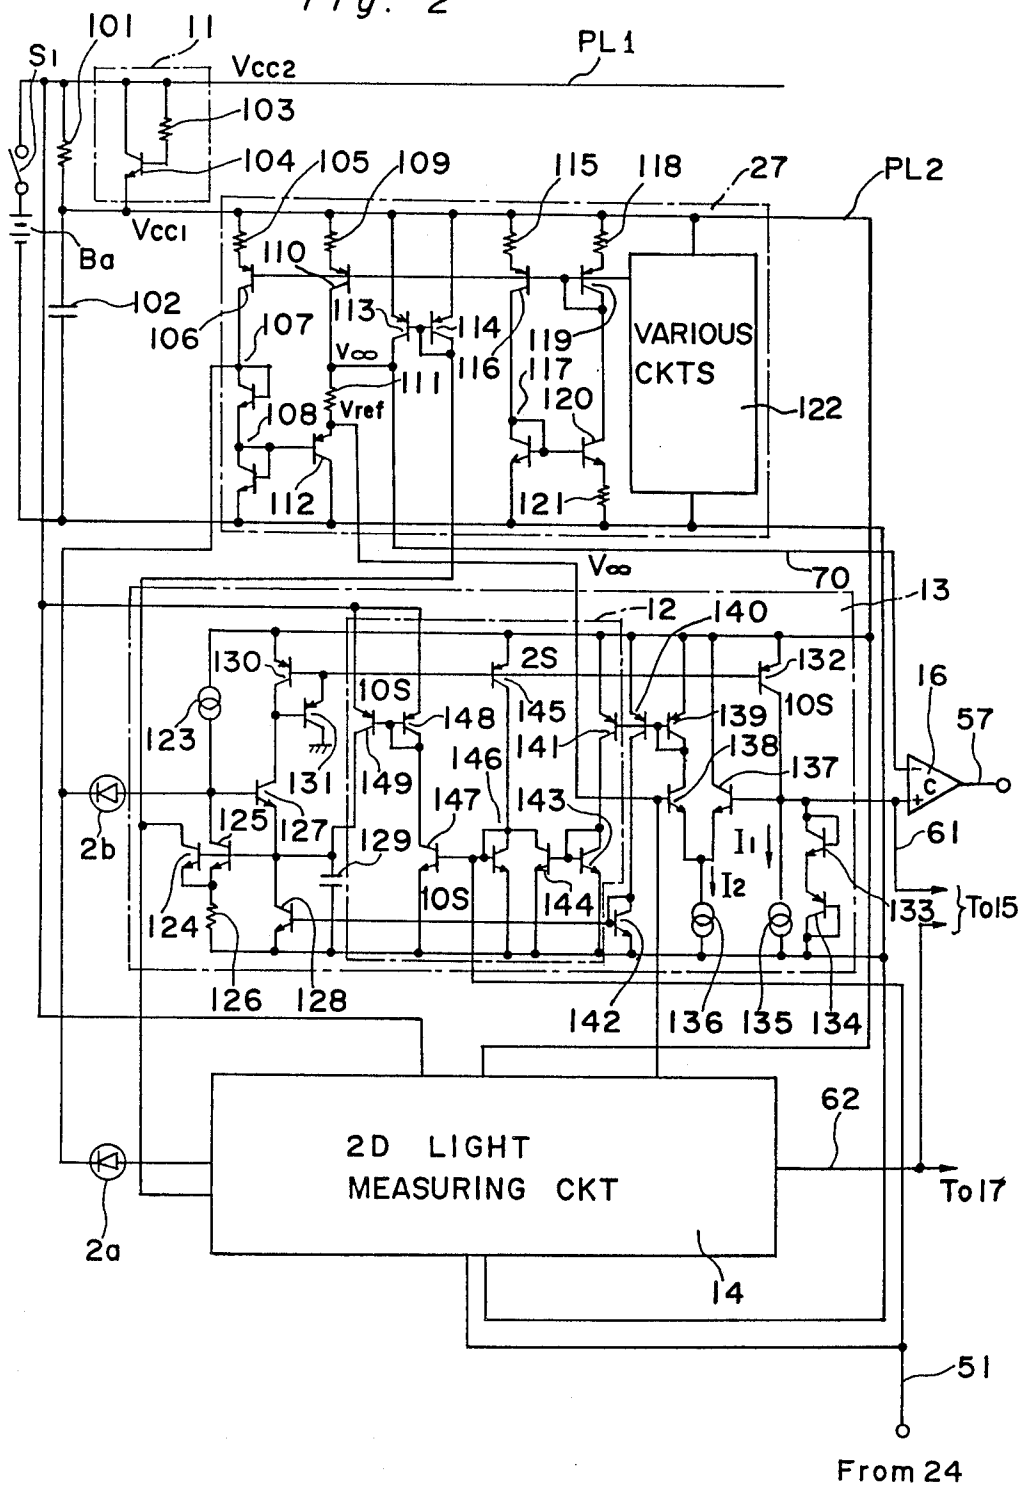 Fig. 2
101
11
PL1
S1
Vcc2
103
104
105
109
115
118
27
PL2
Vcc1
Ba
110
102
106
107
113
114
116
119
VARIOUS
CKTS
V∞
111
117
Vref
108
120
122
112
121
V∞
70
13
12
140
130
2S
132
16
57
10S
10S
123
148
145
141
139
131
149
138
C
-
+
146
137
2b
125
127
147
143
61
129
I1
124
10S
144
I2
133
To15
126
128
142
136
135
134
62
2D LIGHT
MEASURING CKT
To17
2a
14
51
From 24